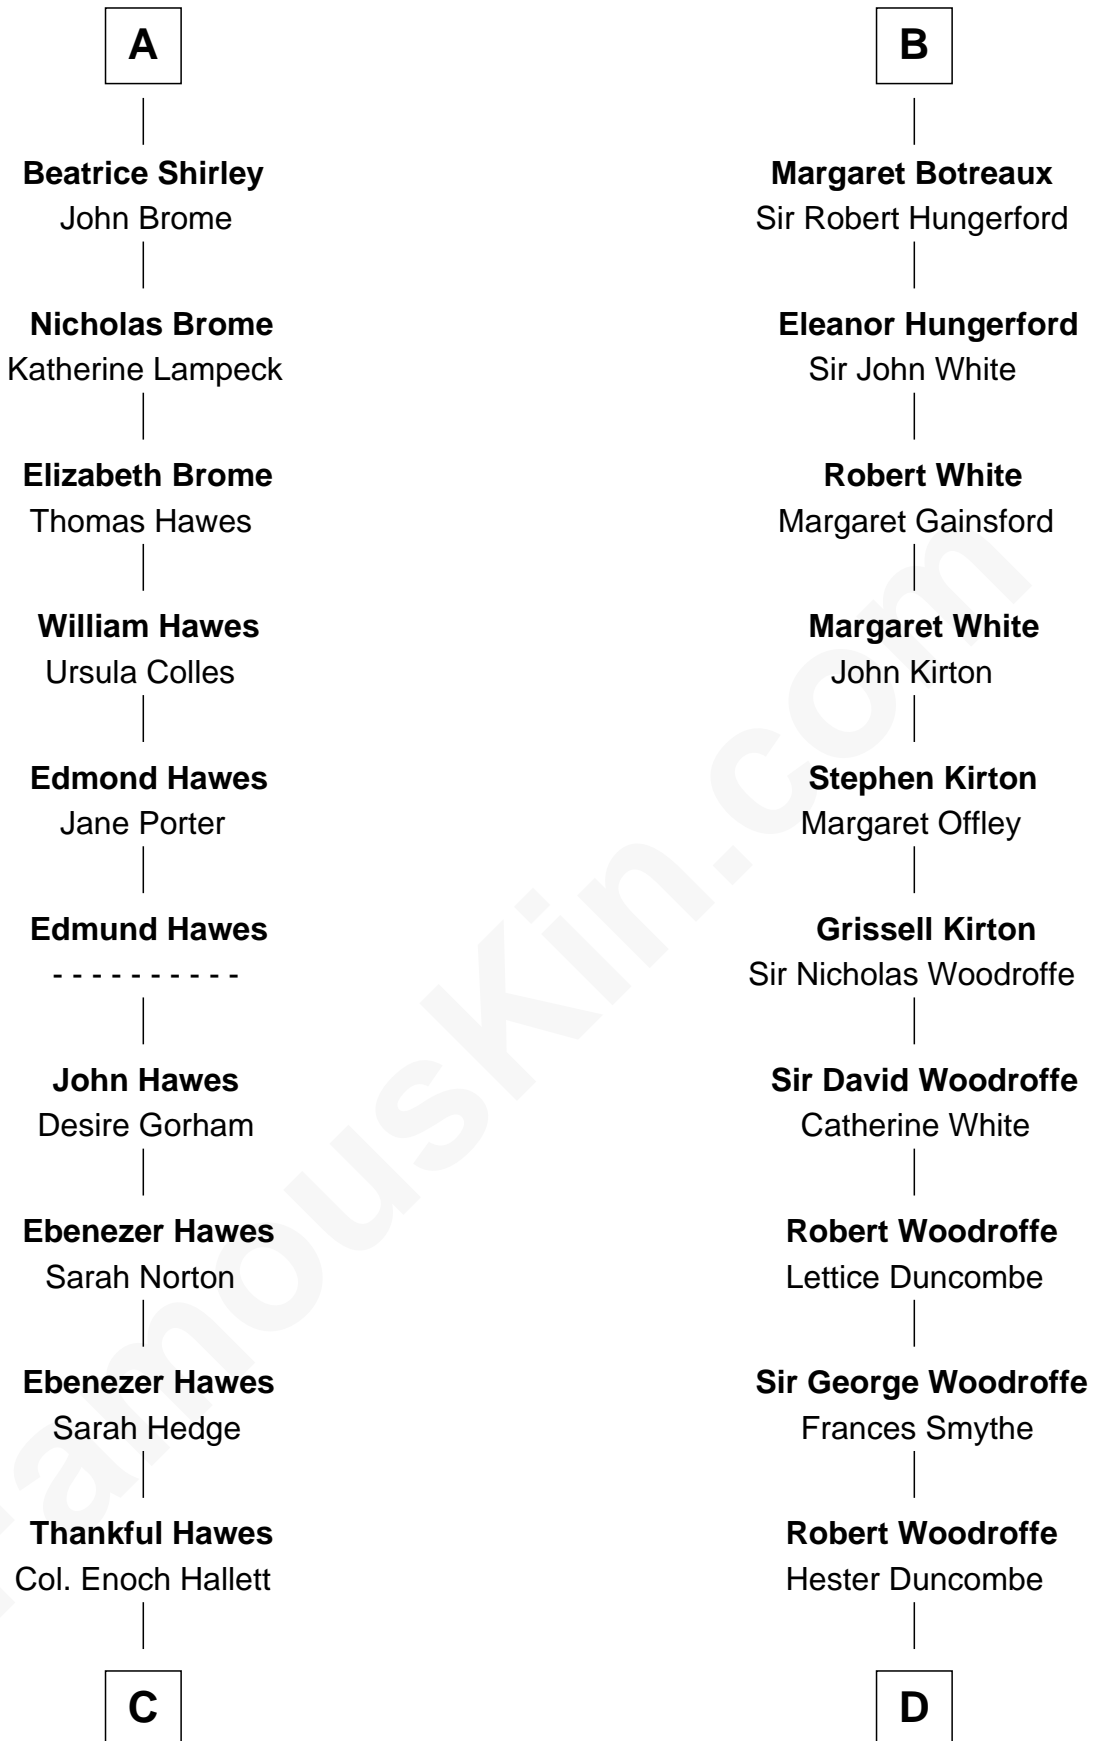 A
Beatrice Shirley
John Brome
Nicholas Brome
Katherine Lampeck
Elizabeth Brome
Thomas Hawes
William Hawes
Ursula Colles
Edmond Hawes
Jane Porter
Edmund Hawes
- - - - - - - - - -
John Hawes
Desire Gorham
Ebenezer Hawes
Sarah Norton
Ebenezer Hawes
Sarah Hedge
Thankful Hawes
Col. Enoch Hallett
C
B
Margaret Botreaux
Sir Robert Hungerford
Eleanor Hungerford
Sir John White
Robert White
Margaret Gainsford
Margaret White
John Kirton
Stephen Kirton
Margaret Offley
Grissell Kirton
Sir Nicholas Woodroffe
Sir David Woodroffe
Catherine White
Robert Woodroffe
Lettice Duncombe
Sir George Woodroffe
Frances Smythe
Robert Woodroffe
Hester Duncombe
D
FamousKin.com